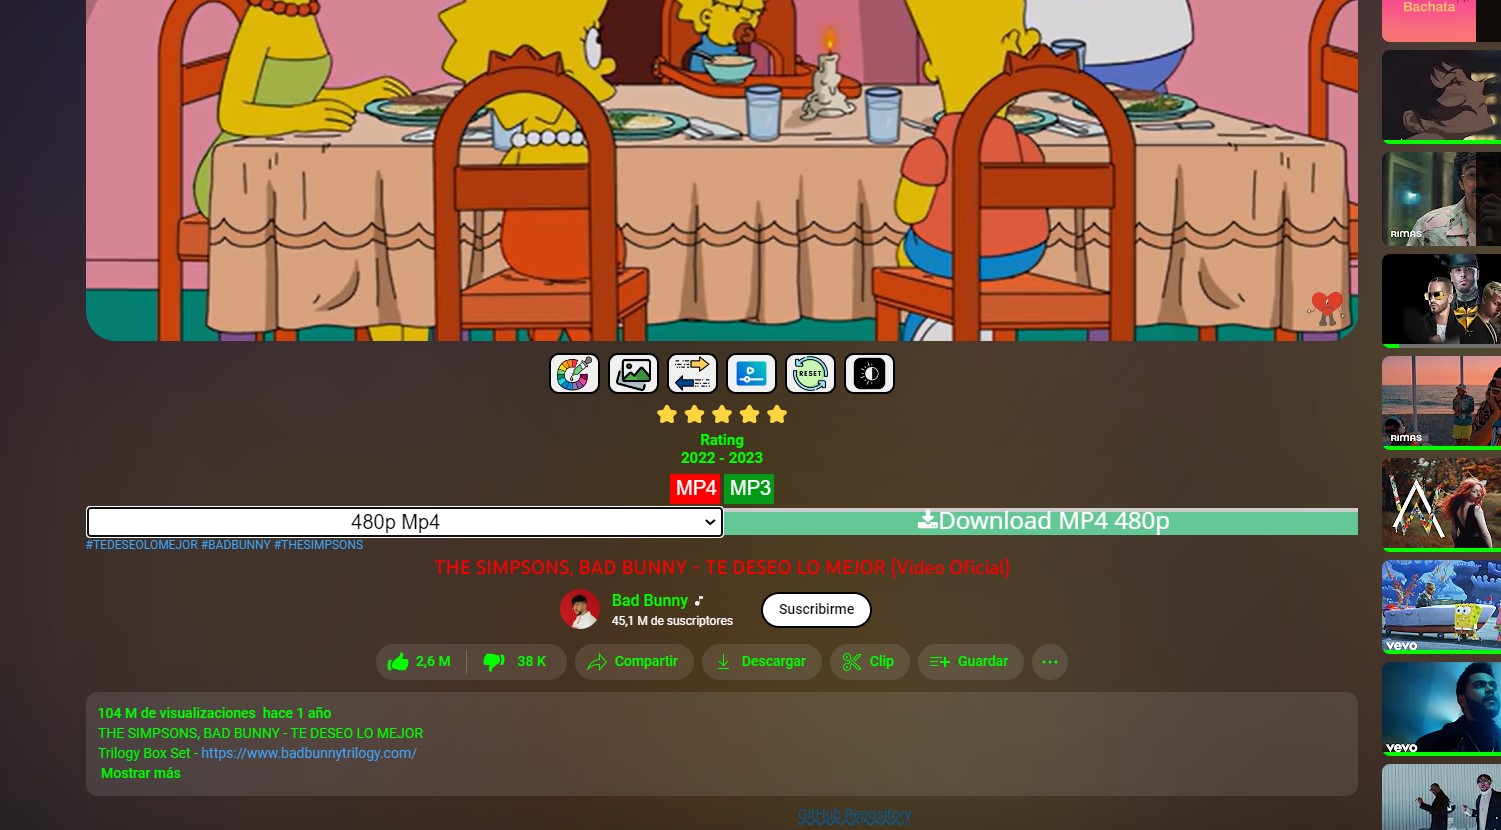 Bachata
RIMAS
RIMAS
vevo
vevo
RESET
Rating
2022 - 2023
MP4 MP3
480p Mp4
Download MP4 480p
#TEDESEOLOMEJOR #BADBUNNY #THESIMPSONS
THE SIMPSONS, BAD BUNNY - TE DESEO LO MEJOR (Video Oficial)
Bad Bunny
45,1 M de suscriptores
Suscribirme
2,6 M 38 K Compartir Descargar Clip Guardar ...
104 M de visualizaciones hace 1 año
THE SIMPSONS, BAD BUNNY - TE DESEO LO MEJOR
Trilogy Box Set - https://www.badbunnytrilogy.com/
Mostrar más
GitHub Repository